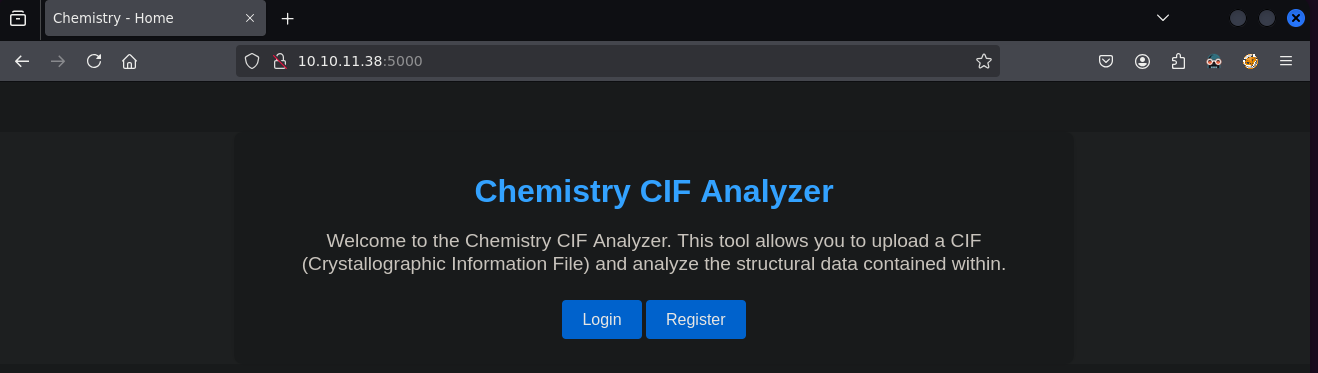 Chemistry - Home
10.10.11.38:5000
Chemistry CIF Analyzer
Welcome to the Chemistry CIF Analyzer. This tool allows you to upload a CIF
(Crystallographic Information File) and analyze the structural data contained within.
Login Register